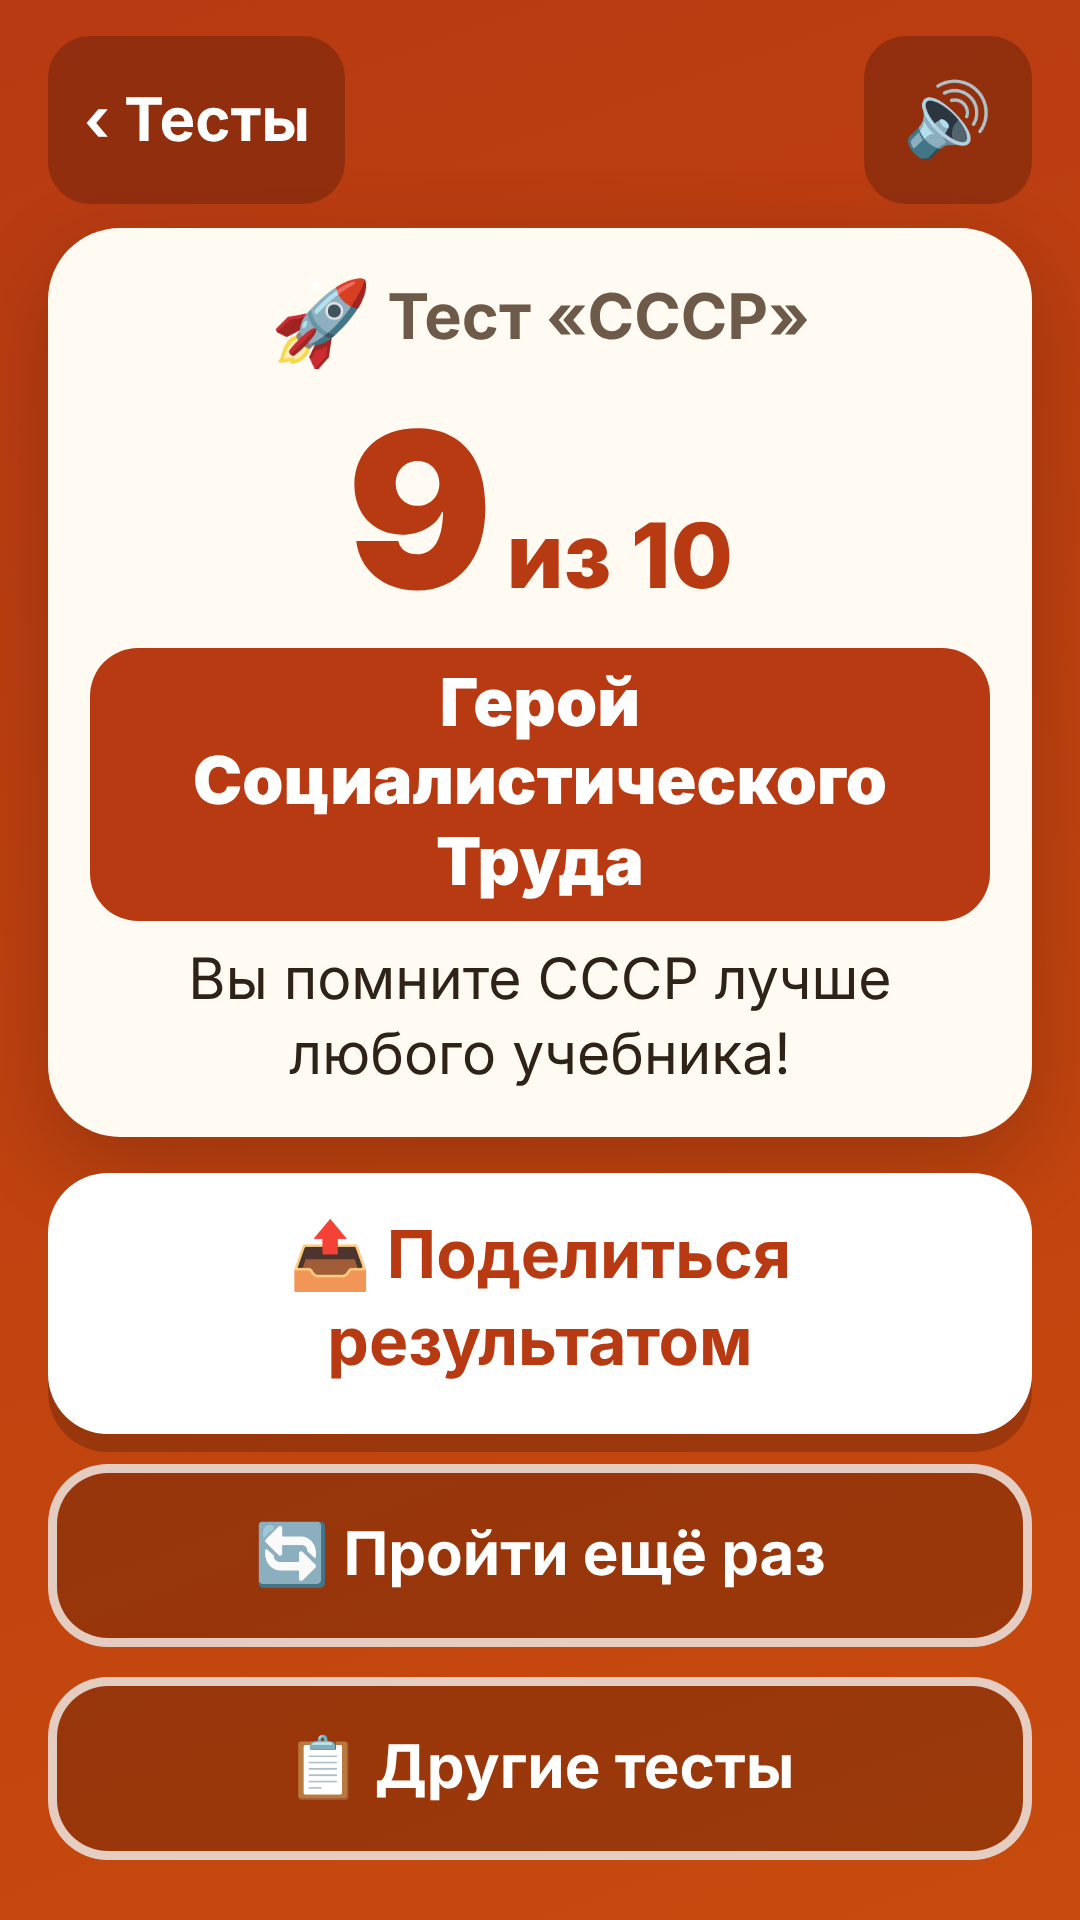 ‹ Тесты
Тест «СССР»
9 из 10
Герой
Социалистического
Труда
Вы помните СССР лучше
любого учебника!
Поделиться
результатом
Пройти ещё раз
Другие тесты